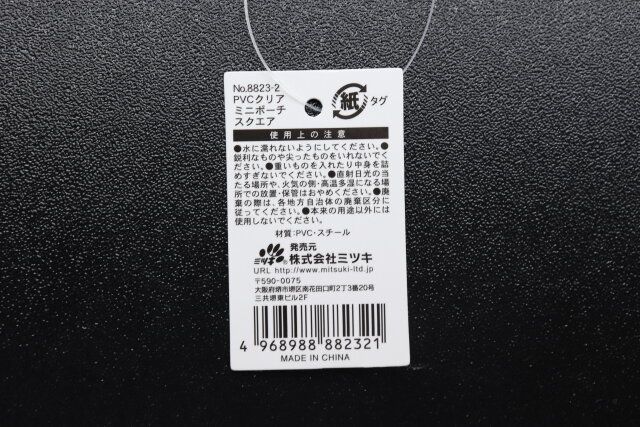 No.8823-2
PVCクリア
ミニポーチ
スクエア
紙 タグ
使用上の注意
●水に濡れないようにしてください。●
鋭利なものや尖ったものをいれないでく
ださい。●重いものを入れたり中身を詰
めすぎないでください。●直射日光の当
たる場所や、火気の側・高温多湿になる場
所での放置・保管はおやめください。●廃
棄の際は、各地方自治体の廃棄区分に
従ってください。●本来の用途以外には
使用しないでください。
材質:PVC・スチール
発売元
ミツキ® 株式会社ミツキ
URL http://www.mitsuki-ltd.jp
〒590-0075
大阪府堺市堺区南花田口町2丁3番20号
三共堺東ビル2F
4 968988 882321
MADE IN CHINA